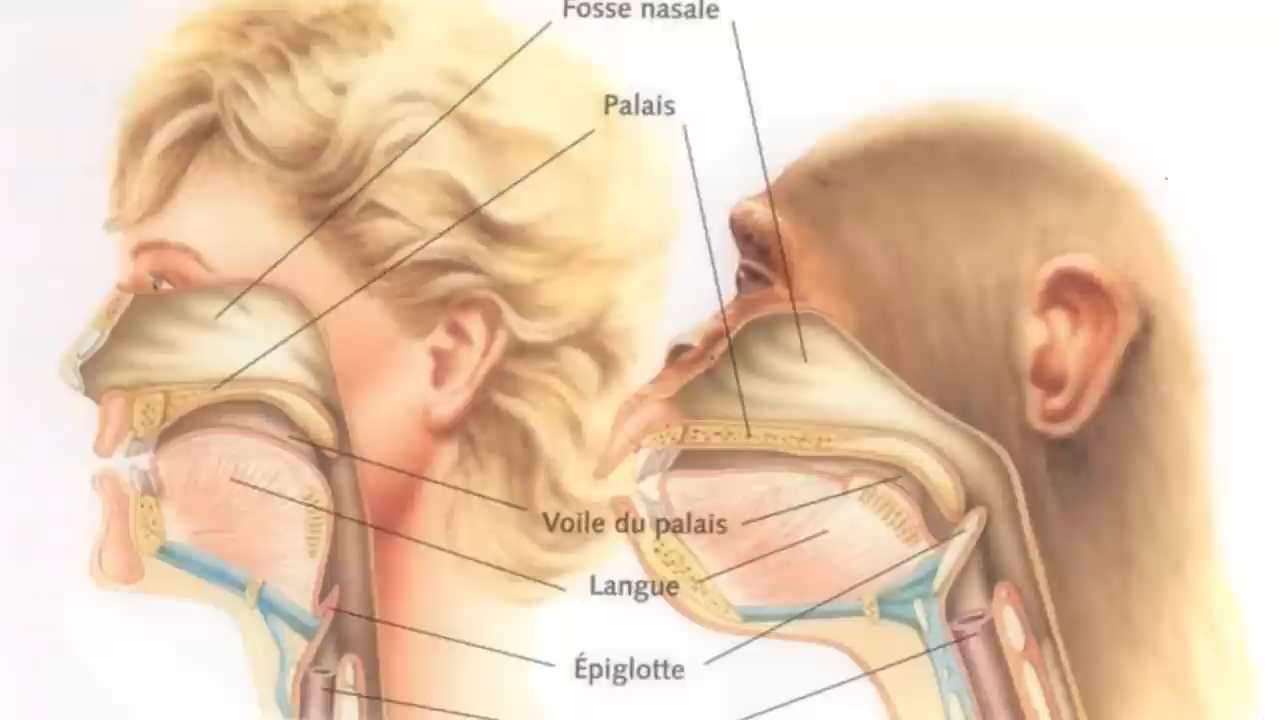 Fosse nasale
Palais
Voile du palais
Langue
Épiglotte